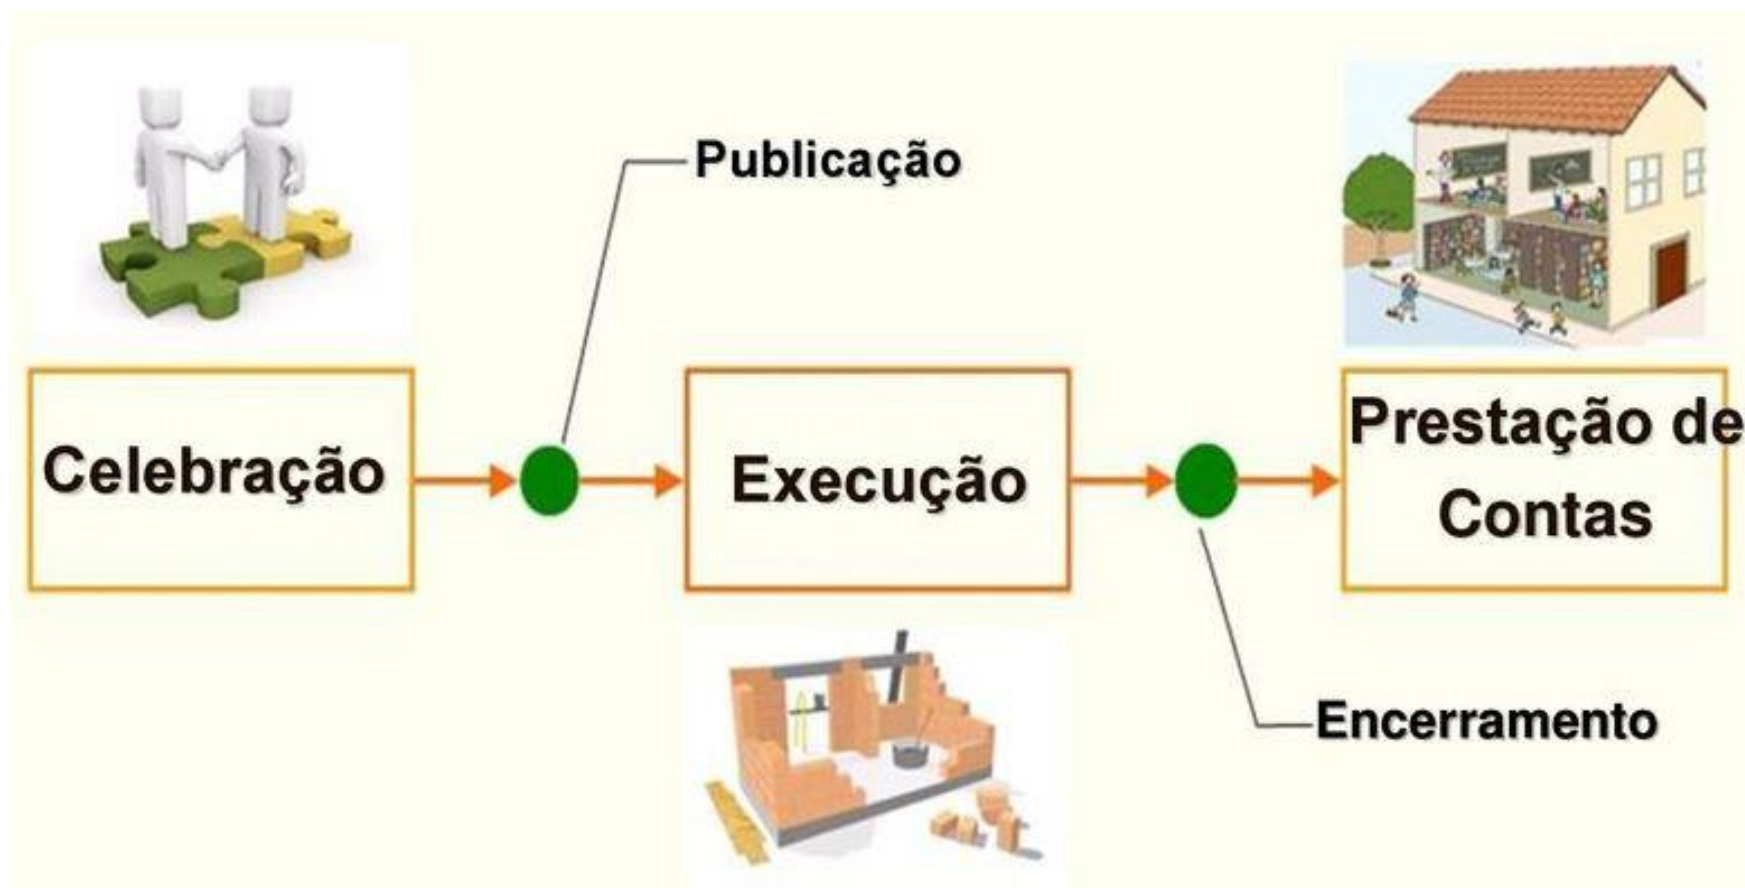 Publicação
Celebração
Execução
Prestação de
Contas
Encerramento